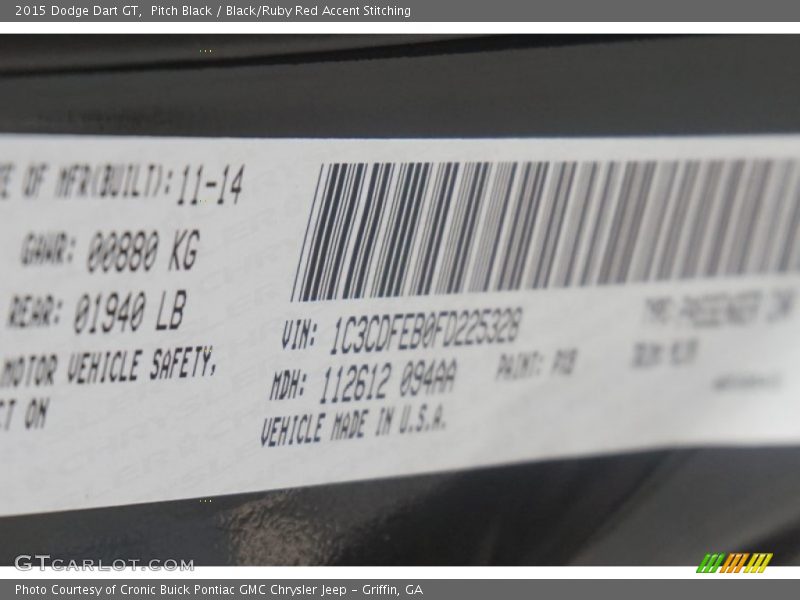 2015 Dodge Dart GT, Pitch Black / Black/Ruby Red Accent Stitching
OF MFR(BUILT): 11-14
GAWR: 00880 KG
REAR: 01940 LB
MOTOR VEHICLE SAFETY,
ON
VIN: 1C3CDFEB0FD225328
MDH: 112612 094AA
PAINT:
VEHICLE MADE IN U.S.A.
GTCARLOT.COM
Photo Courtesy of Cronic Buick Pontiac GMC Chrysler Jeep - Griffin, GA